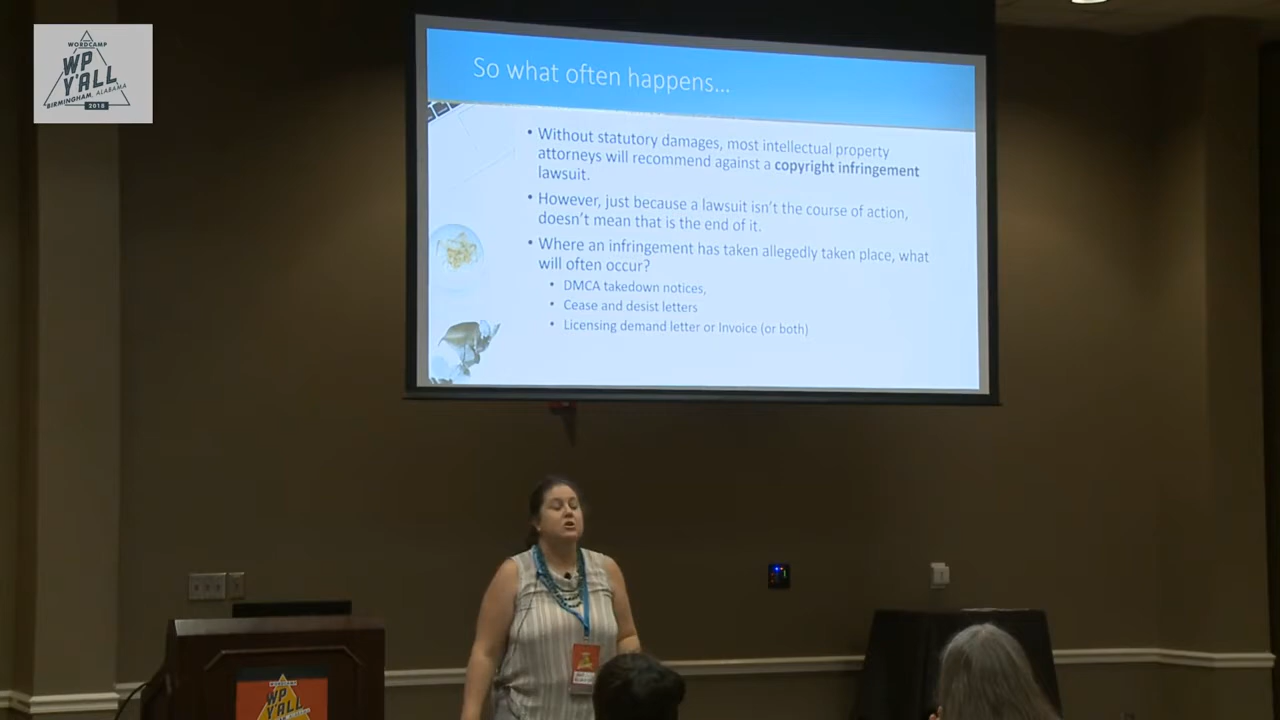 WORDCAMP
WP
Y'ALL
BIRMINGHAM, ALABAMA
2018
So what often happens...
• Without statutory damages, most intellectual property
attorneys will recommend against a copyright infringement
lawsuit.
• However, just because a lawsuit isn't the course of action,
doesn't mean that is the end of it.
• Where an infringement has taken allegedly taken place, what
will often occur?
• DMCA takedown notices,
• Cease and desist letters
• Licensing demand letter or Invoice (or both)
WORDCAMP
WP
Y'ALL